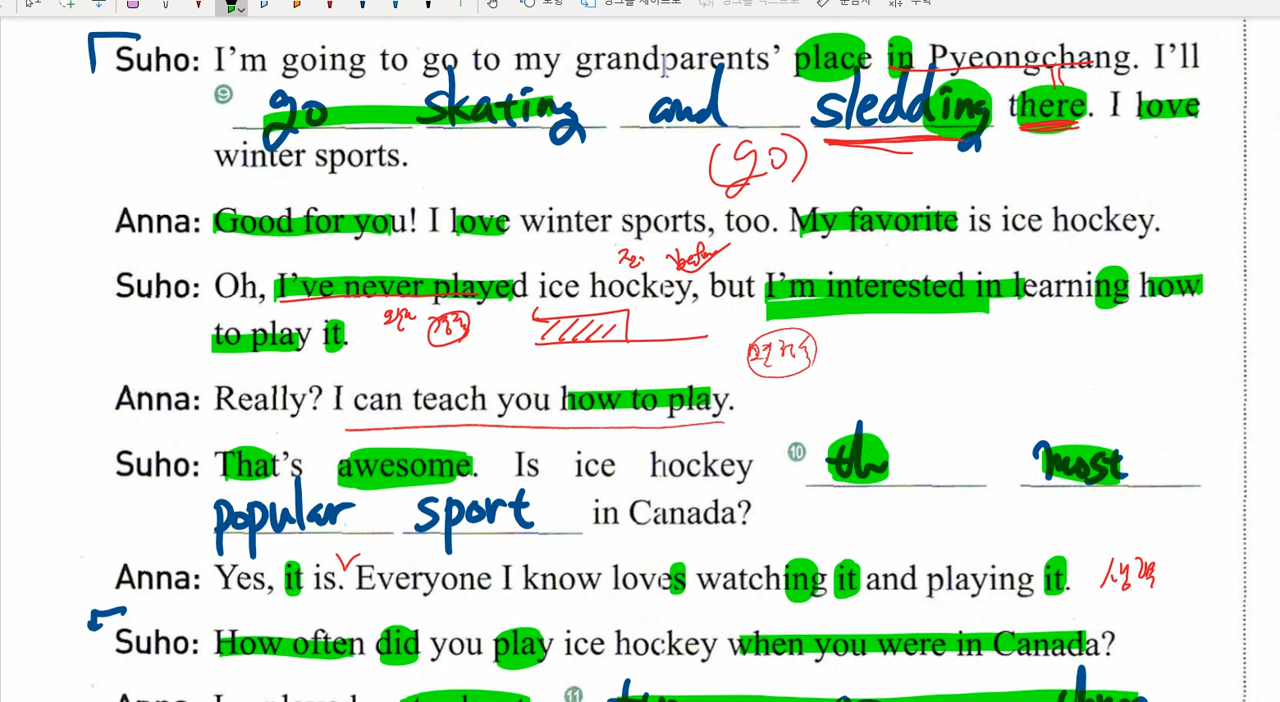 Suho: I'm going to go to my grandparents' place in Pyeongchang. I'll
⑨ go skating and sledding there. I love
winter sports. (go)
Anna: Good for you! I love winter sports, too. My favorite is ice hockey.
before
Suho: Oh, I've never played ice hockey, but I'm interested in learning how
to play it.
Anna: Really? I can teach you how to play.
Suho: That's awesome. Is ice hockey ⑩ the most
popular sport in Canada?
Anna: Yes, it is. Everyone I know loves watching it and playing it. 생략
Suho: How often did you play ice hockey when you were in Canada?
⑪